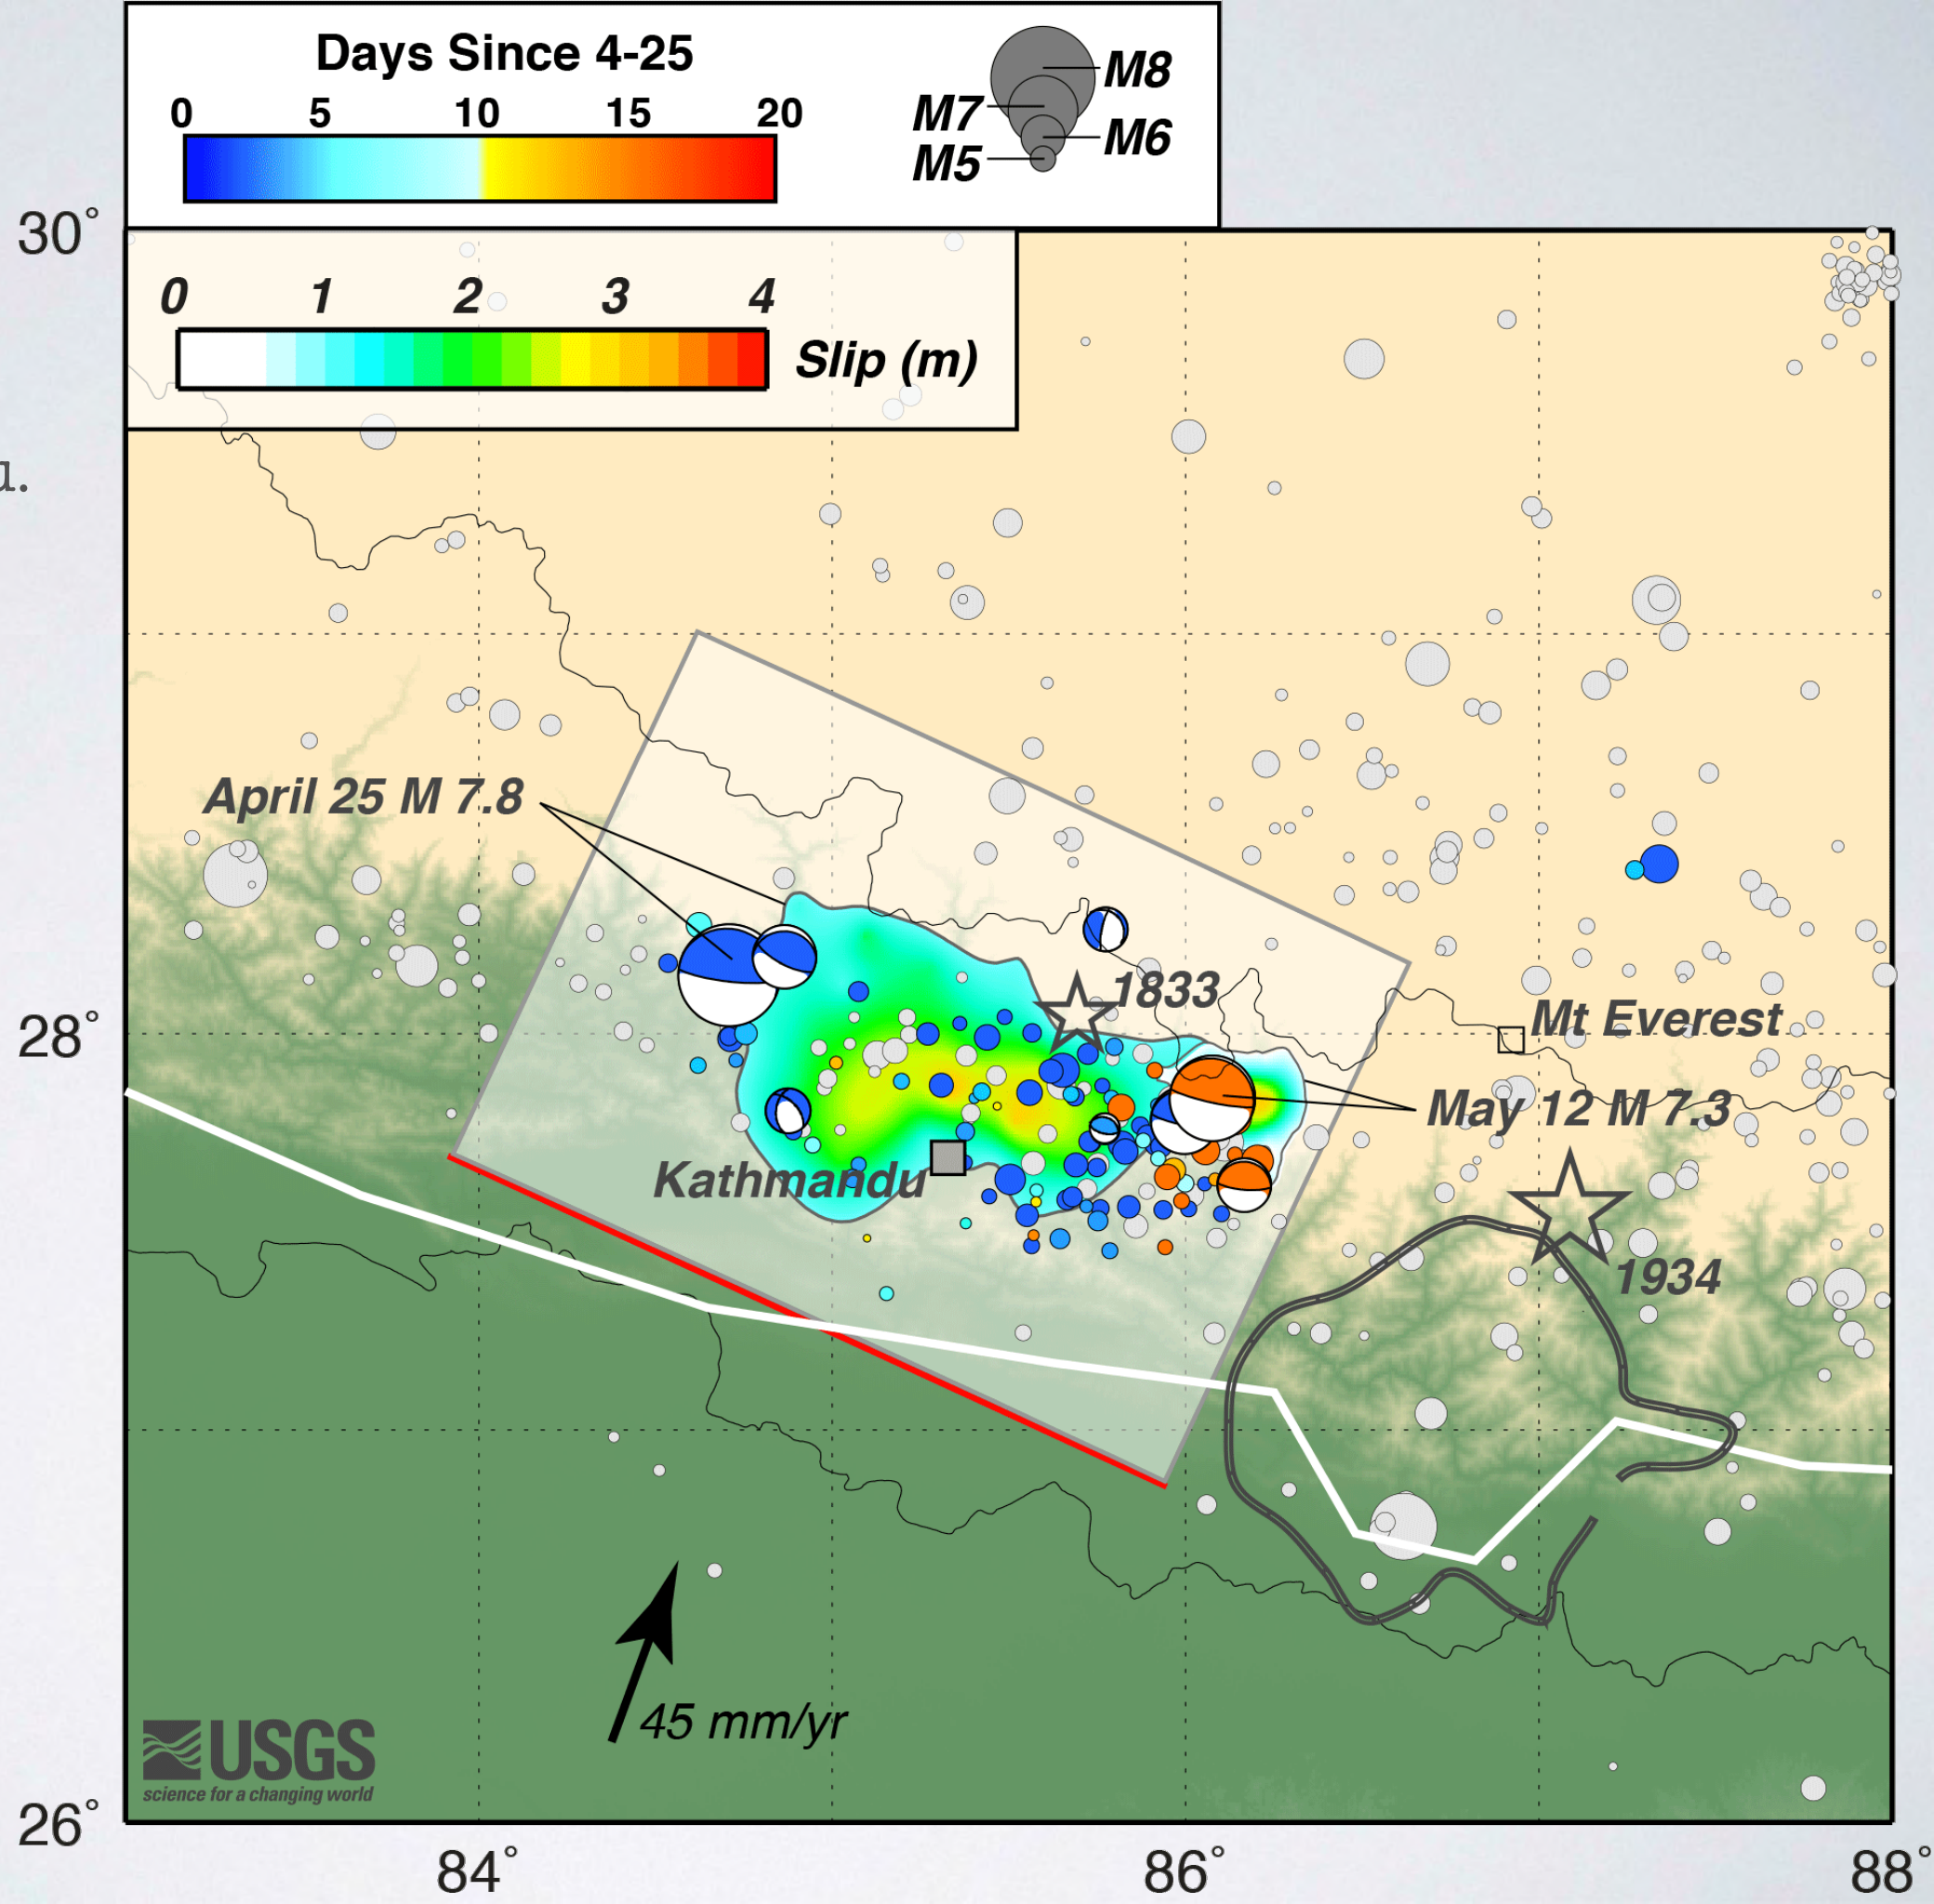 Days Since 4-25
0 5 10 15 20
M8
M7
M6
M5
30°
0 1 2 3 4
Slip (m)
u.
April 25 M 7.8
1833
28°
Mt Everest
May 12 M 7.3
Kathmandu
1934
45 mm/yr
USGS
science for a changing world
26°
84° 86° 88°